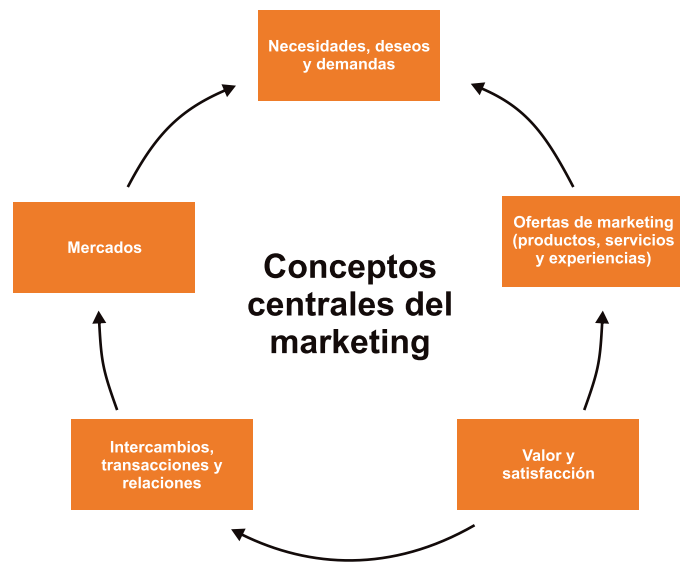 Necesidades, deseos
y demandas
Ofertas de marketing
(productos, servicios
y experiencias)
Mercados
Conceptos
centrales del
marketing
Intercambios,
transacciones y
relaciones
Valor y
satisfacción